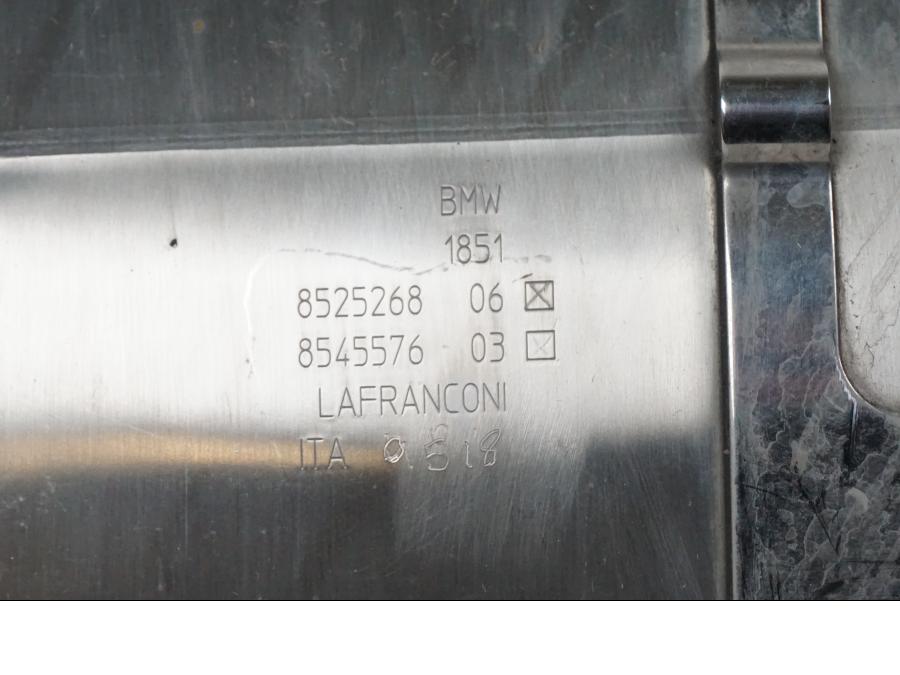 BMW
1851
8525268 06 ☒
8545576 03 ☐
LAFRANCONI
ITA